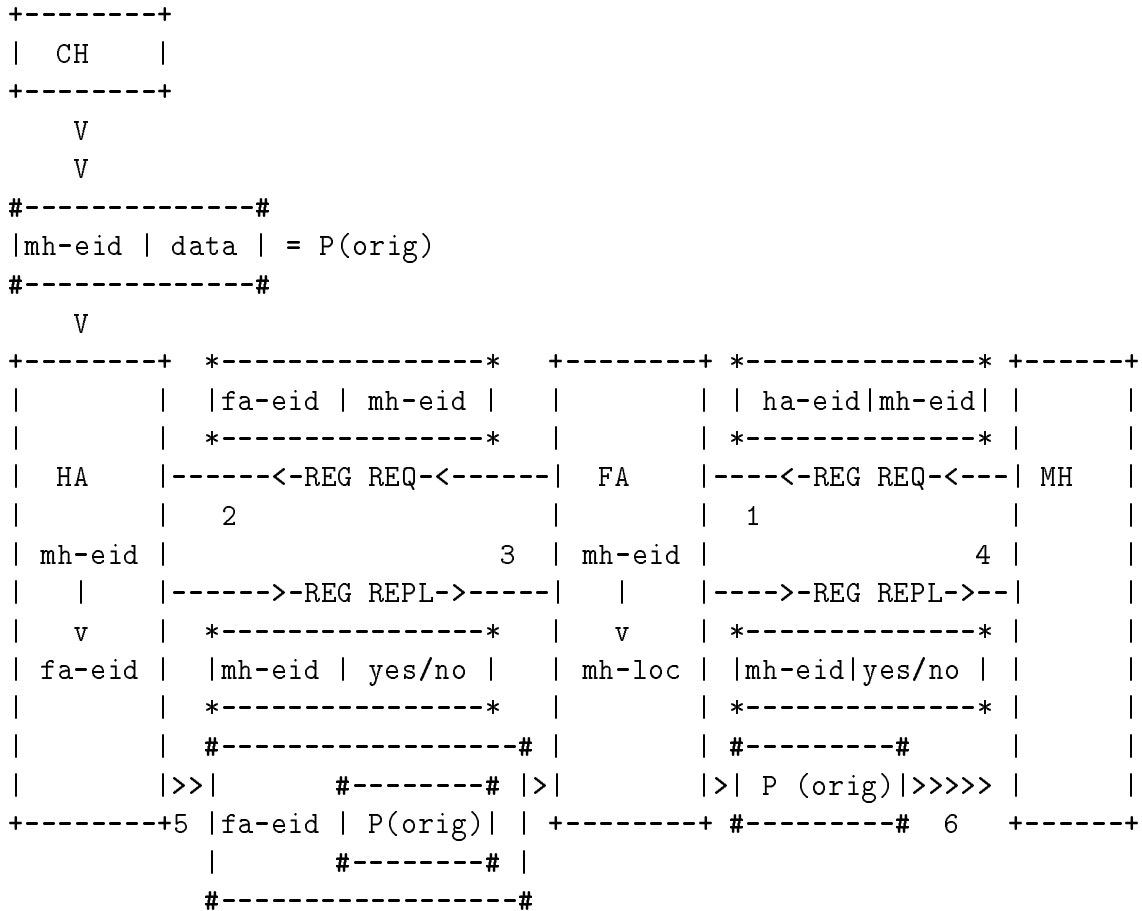 +--------+
|  CH    |
+--------+
    V
    V
#--------------#
|mh-eid | data | = P(orig)
#--------------#
    V
+--------+  *----------------*   +--------+ *--------------* +------+
|        |  |fa-eid | mh-eid |   |        | | ha-eid|mh-eid| |      |
|        |  *----------------*   |        | *--------------* |      |
|  HA    |------<-REG REQ-<------|  FA    |----<-REG REQ-<---| MH   |
|        |   2                   |        |  1               |      |
| mh-eid |                    3  | mh-eid |                4 |      |
|   |    |------>-REG REPL->-----|   |    |---->-REG REPL->--|      |
|   v    |  *----------------*   |   v    | *--------------* |      |
| fa-eid |  |mh-eid | yes/no |   | mh-loc | |mh-eid|yes/no | |      |
|        |  *----------------*   |        | *--------------* |      |
|        |  #------------------# |        | #---------#      |      |
|        |>>|       #--------# |>|        |>| P (orig)|>>>>> |      |
+--------+5 |fa-eid | P(orig)| | +--------+ #---------#  6   +------+
            |       #--------# |
            #------------------#